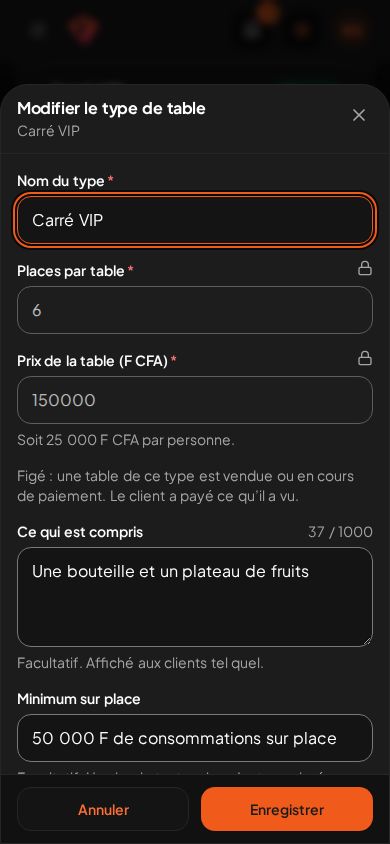 Modifier le type de table
Carré VIP
Nom du type *
Carré VIP
Places par table *
6
Prix de la table (F CFA) *
150000
Soit 25 000 F CFA par personne.
Figé : une table de ce type est vendue ou en cours
de paiement. Le client a payé ce qu'il a vu.
Ce qui est compris
37 / 1000
Une bouteille et un plateau de fruits
Facultatif. Affiché aux clients tel quel.
Minimum sur place
50 000 F de consommations sur place
Annuler
Enregistrer